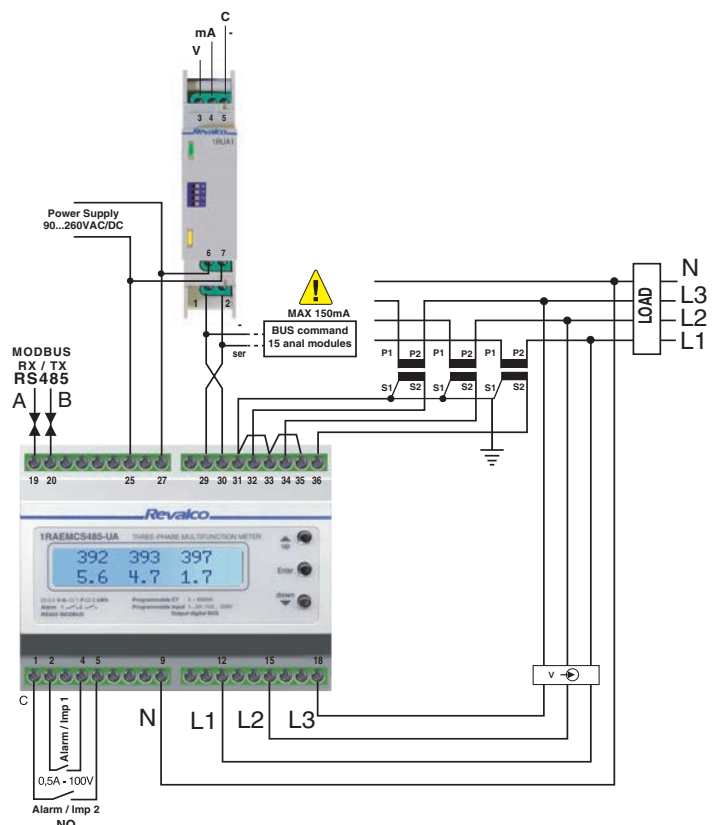 C
mA -
V
3 4 5
Revalco
1RUA1
Power Supply
90...260VAC/DC
6 7
1 2
MAX 150mA
- BUS command
ser 15 anal modules
N
L3
L2
L1
LOAD
P1 P2 P1 P2 P1 P2
S1 S2 S1 S2 S1 S2
MODBUS
RX / TX
RS485
A B
19 20 25 27 29 30 31 32 33 34 35 36
Revalco
1RAEMCS485-UA THREE-PHASE MULTIFUNCTION METER
392 393 397
5.6 4.7 1.7
up
Enter
down
Alarm 1 2
RS485 MODBUS
Programmable CT
Programmable Input
Output digital BUS
1 2 4 5 9 12 15 18
C
N L1 L2 L3
V
Alarm / Imp 1
0,5A - 100V
Alarm / Imp 2
NO